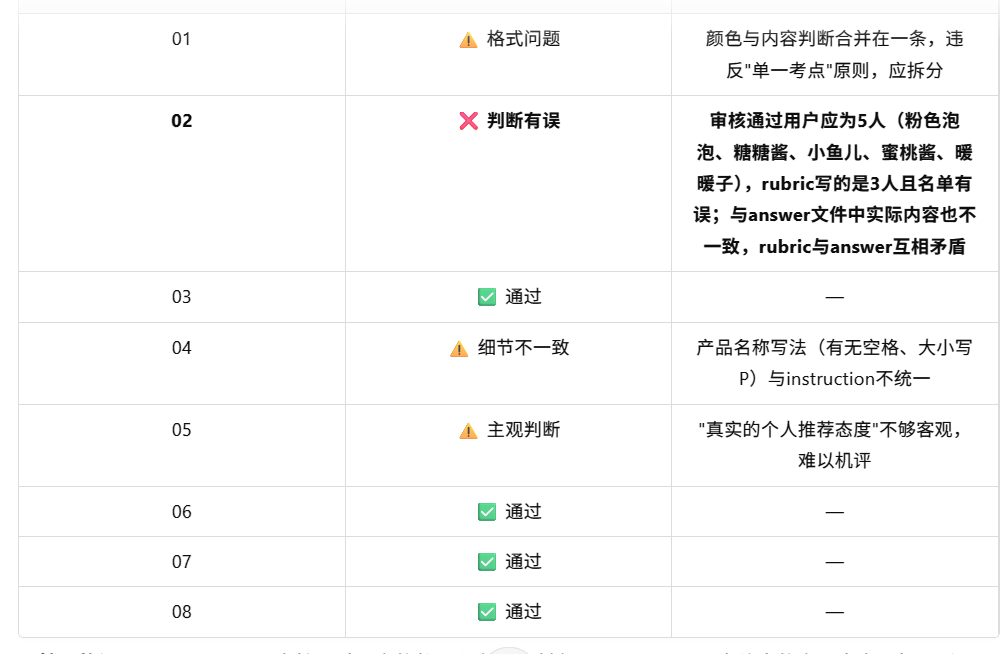 01 ⚠️ 格式问题 颜色与内容判断合并在一条，违
反"单一考点"原则，应拆分
02 ❌ 判断有误 审核通过用户应为5人（粉色泡
泡、糖糖酱、小鱼儿、蜜桃酱、暖
暖子），rubric写的是3人且名单有
误；与answer文件中实际内容也不
一致，rubric与answer互相矛盾
03 ✅ 通过 —
04 ⚠️ 细节不一致 产品名称写法（有无空格、大小写
P）与instruction不统一
05 ⚠️ 主观判断 "真实的个人推荐态度"不够客观，
难以机评
06 ✅ 通过 —
07 ✅ 通过 —
08 ✅ 通过 —